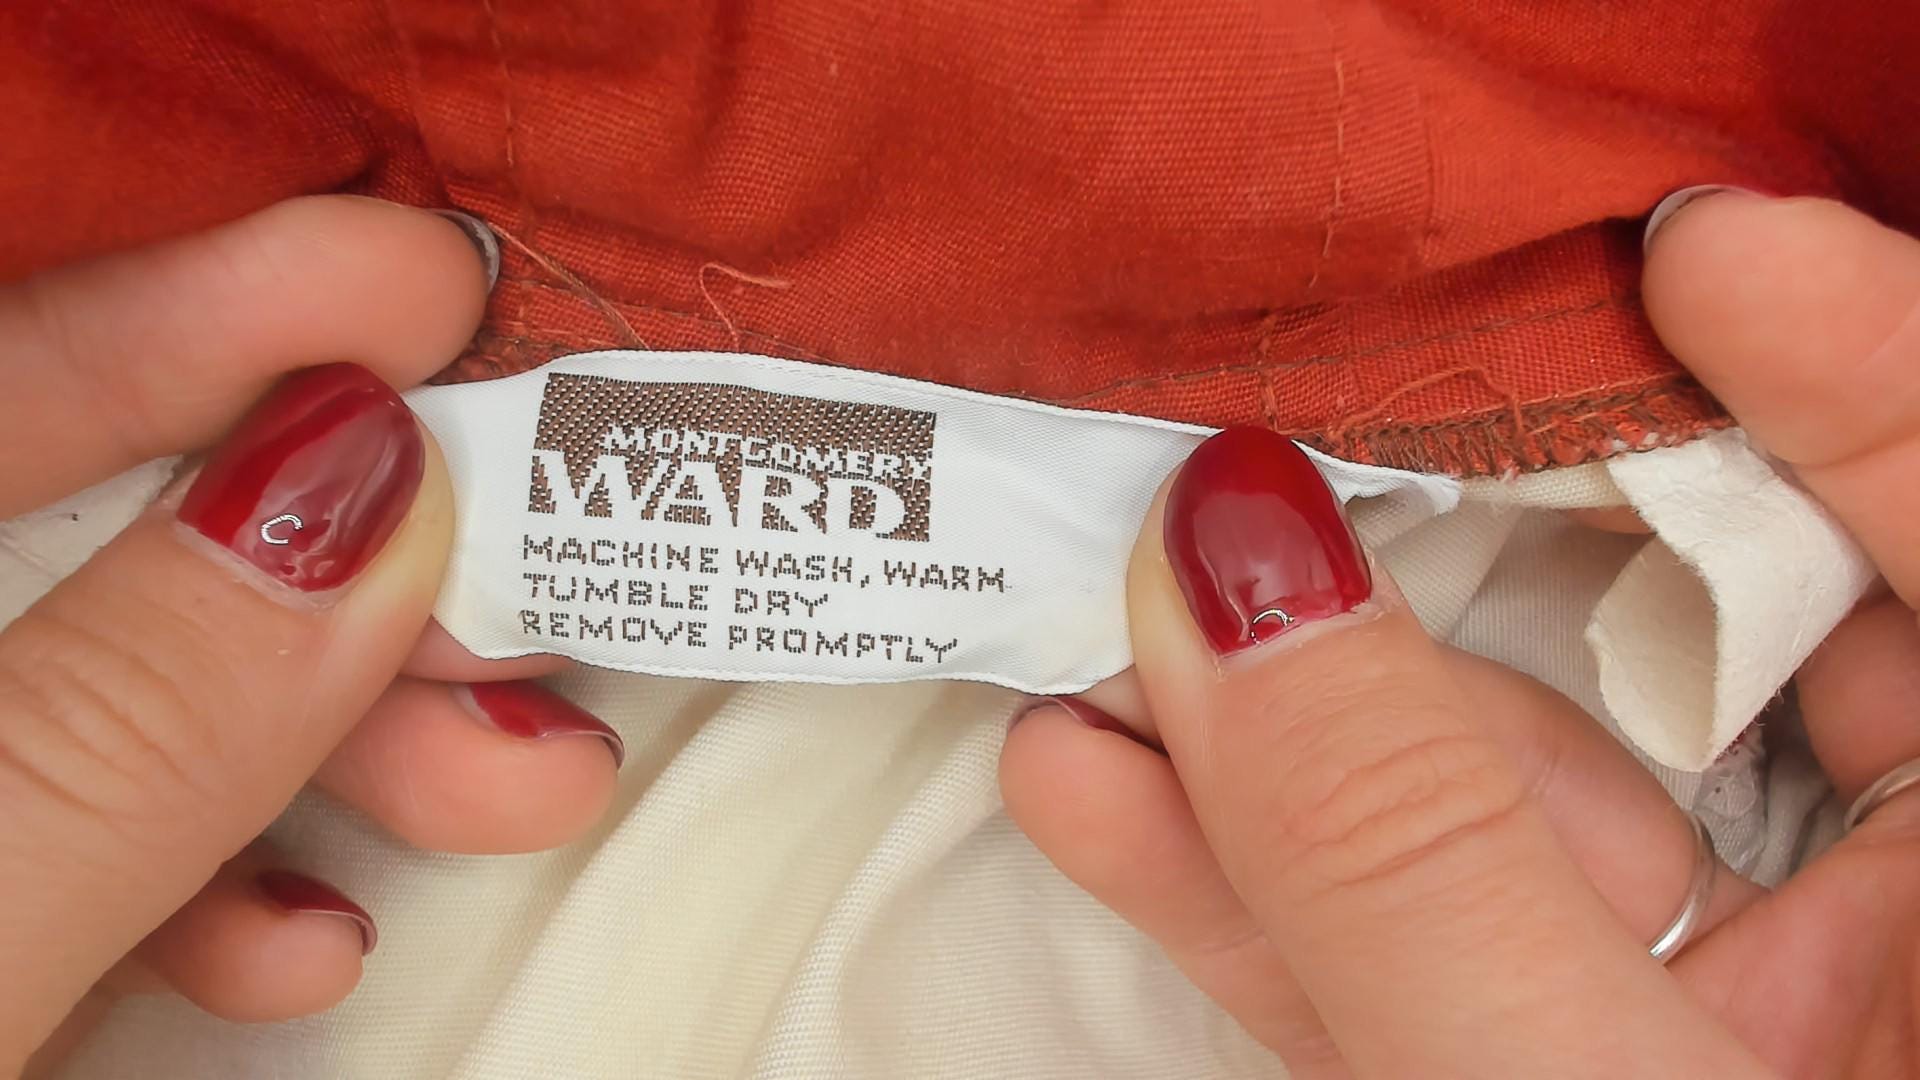 MONTGOMERY
WARD
MACHINE WASH, WARM
TUMBLE DRY
REMOVE PROMPTLY